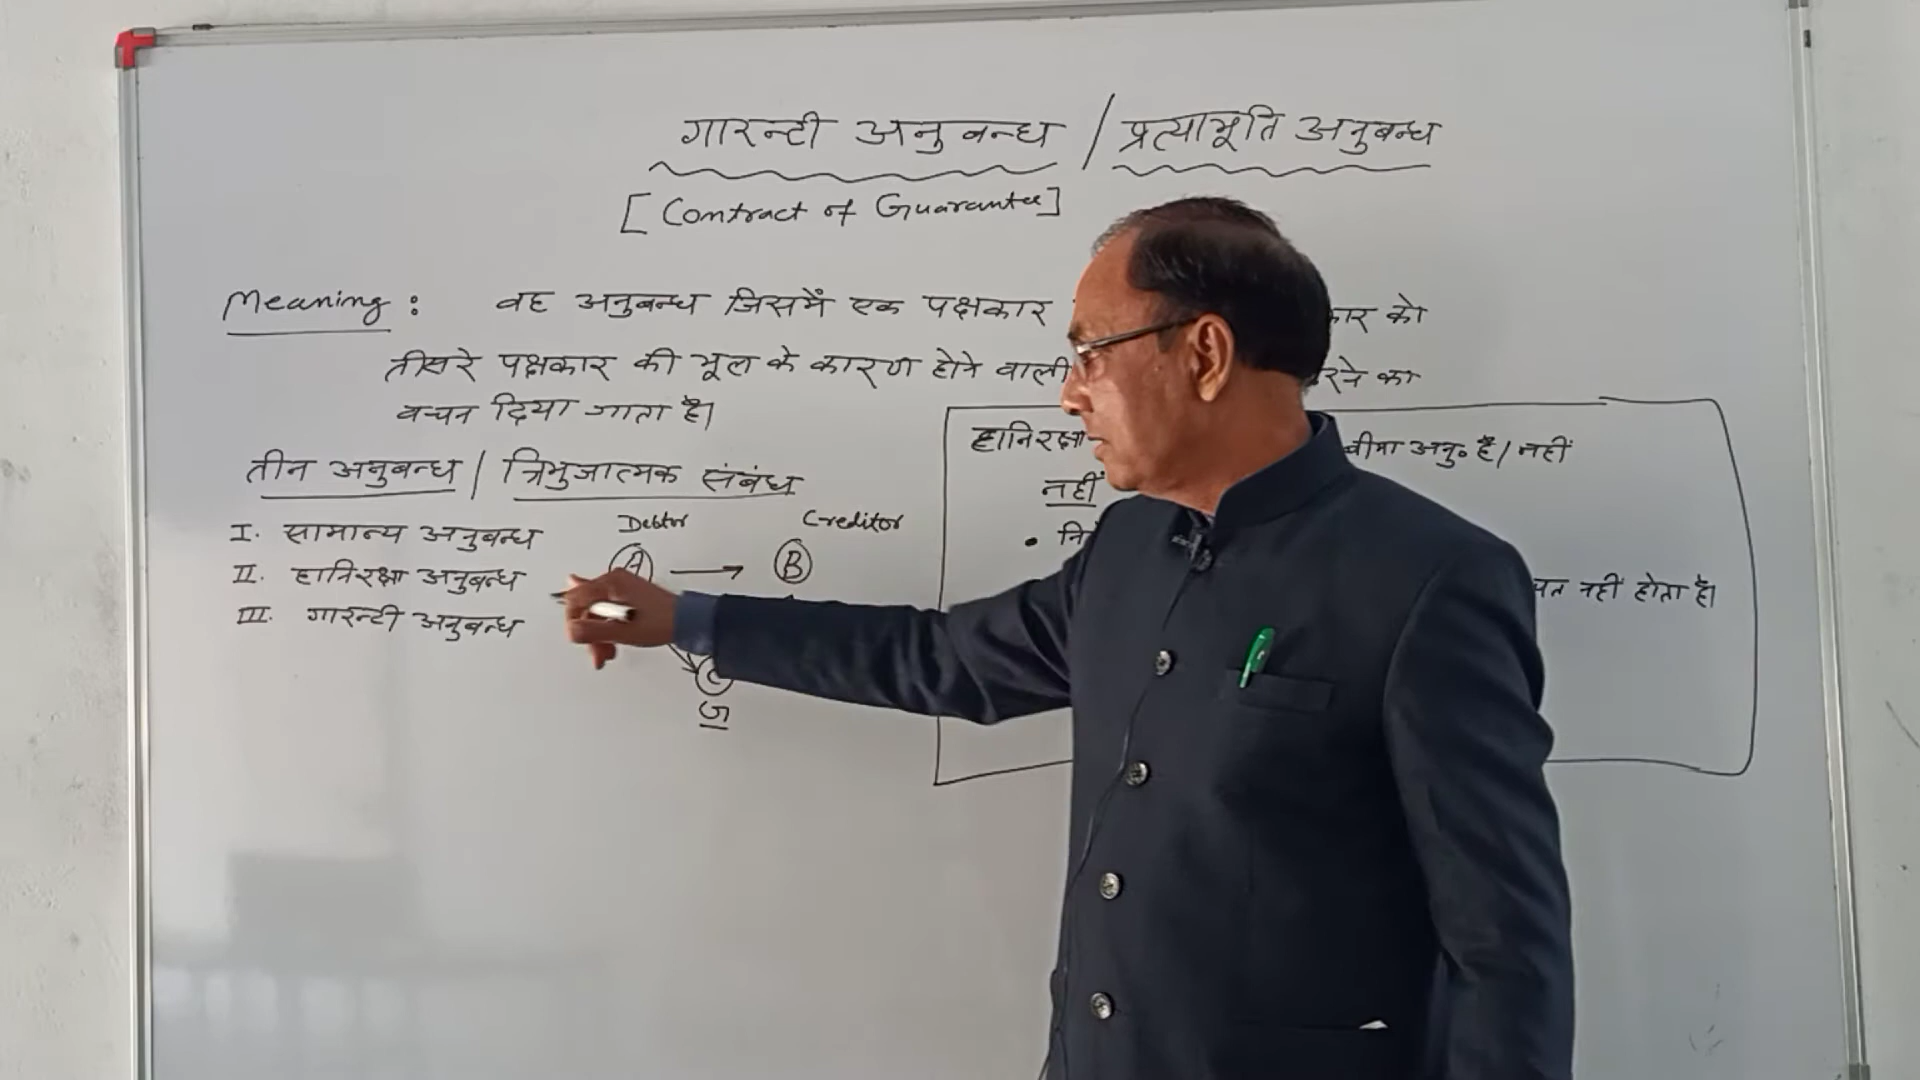 गारन्टी अनुबन्ध / प्रत्याभूति अनुबन्ध
[Contract of Guarantee]
Meaning : वह अनुबन्ध जिसमें एक पक्षकार कार को
तीसरे पक्षकार की भूल के कारण होने वाली रने का
वचन दिया जाता है।
तीन अनुबन्ध / त्रिभुजात्मक संबंध
I. सामान्य अनुबन्ध
II. हानिरक्षा अनुबन्ध
III. गारन्टी अनुबन्ध
Debtor Creditor
A → B
C
G
हानिरक्षा बीमा अनु॰ है/नहीं
नहीं
• नि
नहीं होता है।